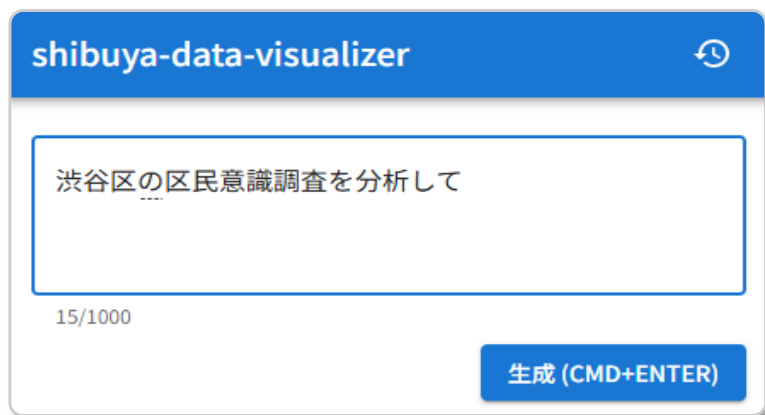 shibuya-data-visualizer
渋谷区の区民意識調査を分析して
15/1000
生成 (CMD+ENTER)